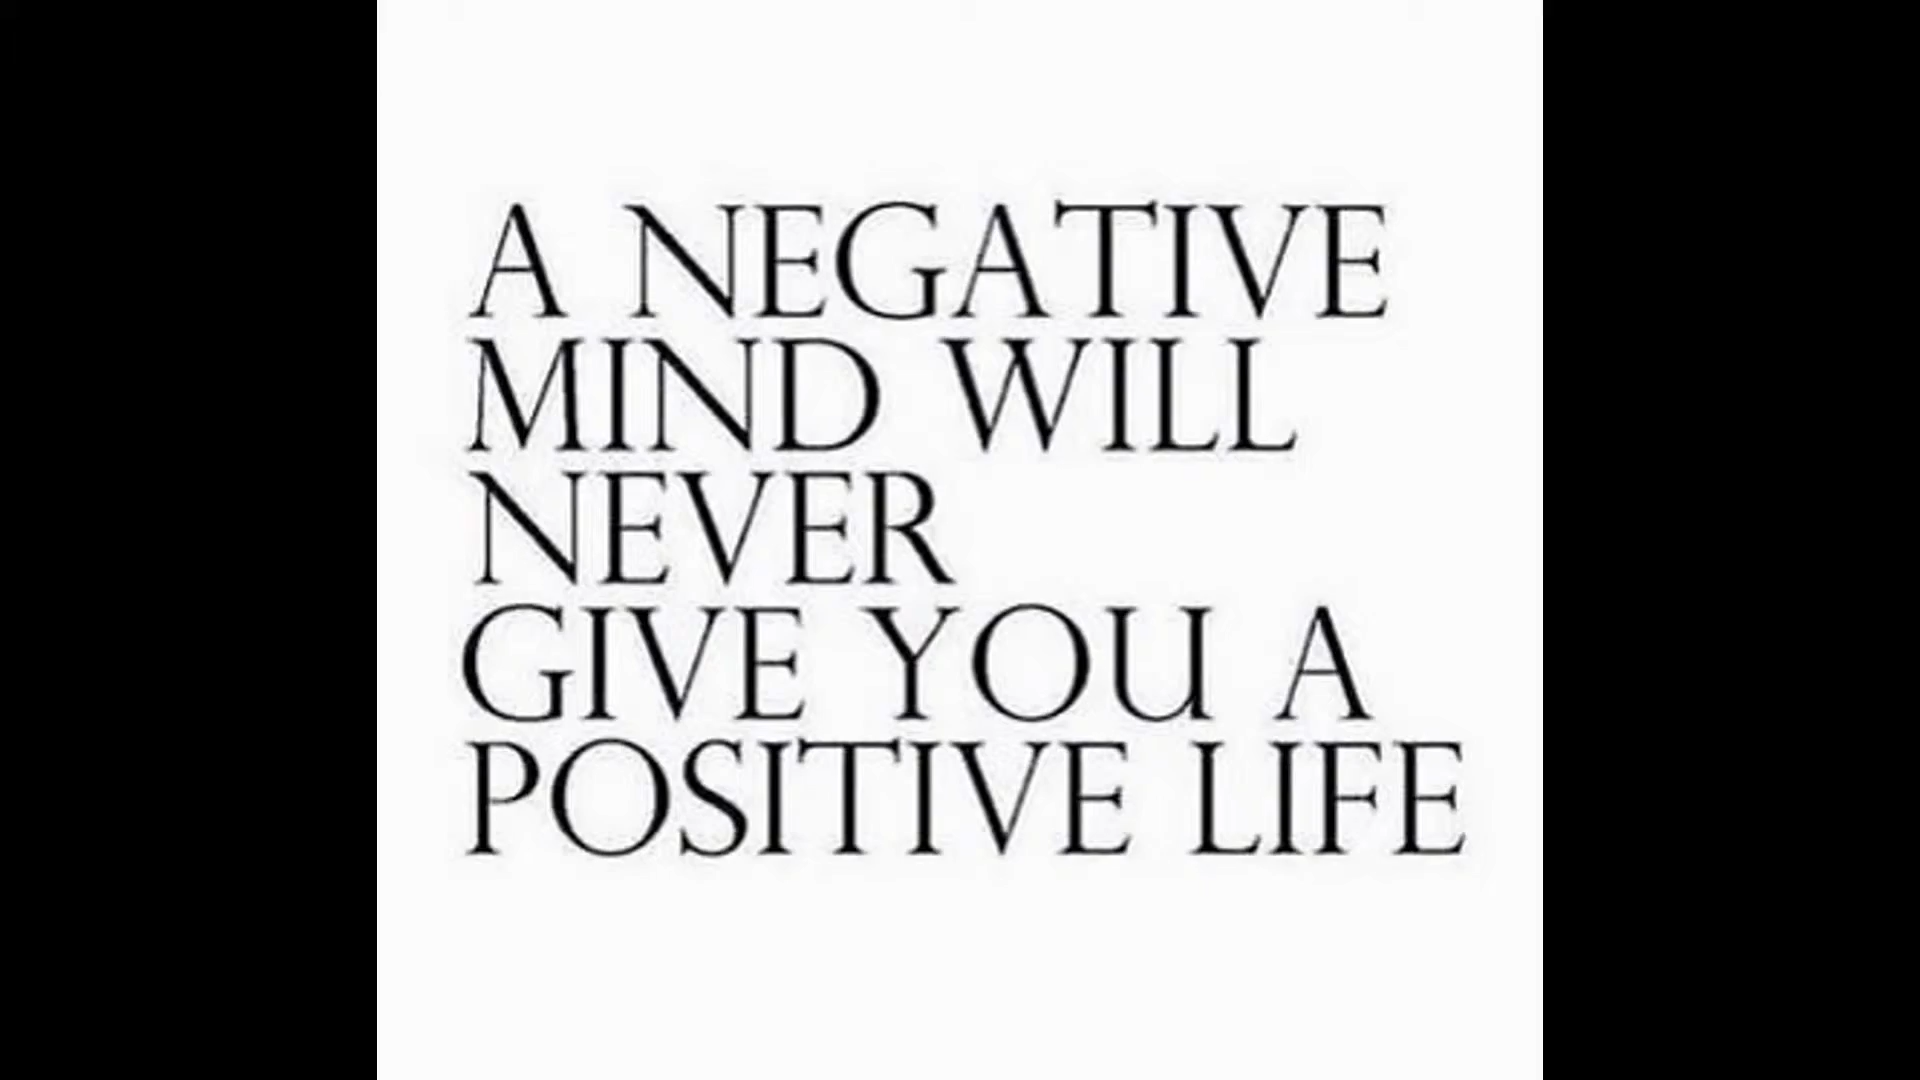 A NEGATIVE
MIND WILL
NEVER
GIVE YOU A
POSITIVE LIFE